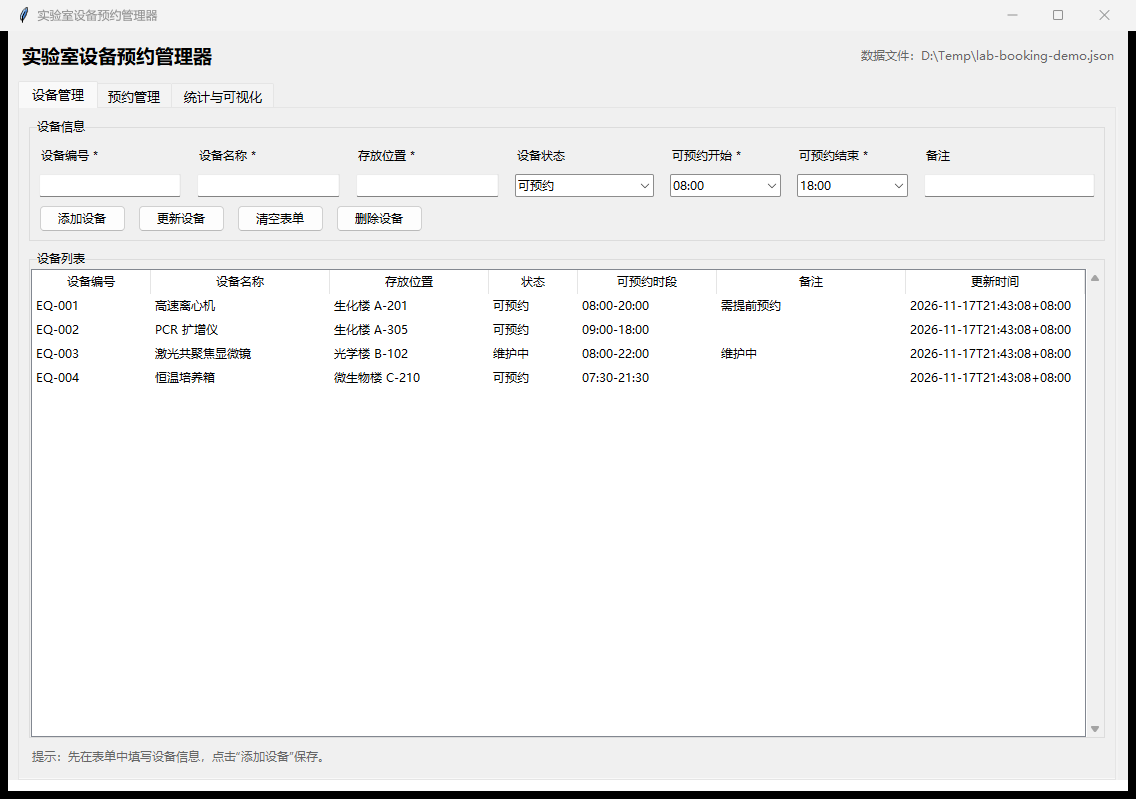 实验室设备预约管理器
实验室设备预约管理器 数据文件：D:\Temp\lab-booking-demo.json
设备管理 预约管理 统计与可视化
设备信息
设备编号 * 设备名称 * 存放位置 * 设备状态 可预约开始 * 可预约结束 * 备注
可预约 08:00 18:00
添加设备 更新设备 清空表单 删除设备
设备列表
设备编号 设备名称 存放位置 状态 可预约时段 备注 更新时间
EQ-001 高速离心机 生化楼 A-201 可预约 08:00-20:00 需提前预约 2026-11-17T21:43:08+08:00
EQ-002 PCR 扩增仪 生化楼 A-305 可预约 09:00-18:00 2026-11-17T21:43:08+08:00
EQ-003 激光共聚焦显微镜 光学楼 B-102 维护中 08:00-22:00 维护中 2026-11-17T21:43:08+08:00
EQ-004 恒温培养箱 微生物楼 C-210 可预约 07:30-21:30 2026-11-17T21:43:08+08:00
提示：先在表单中填写设备信息，点击“添加设备”保存。